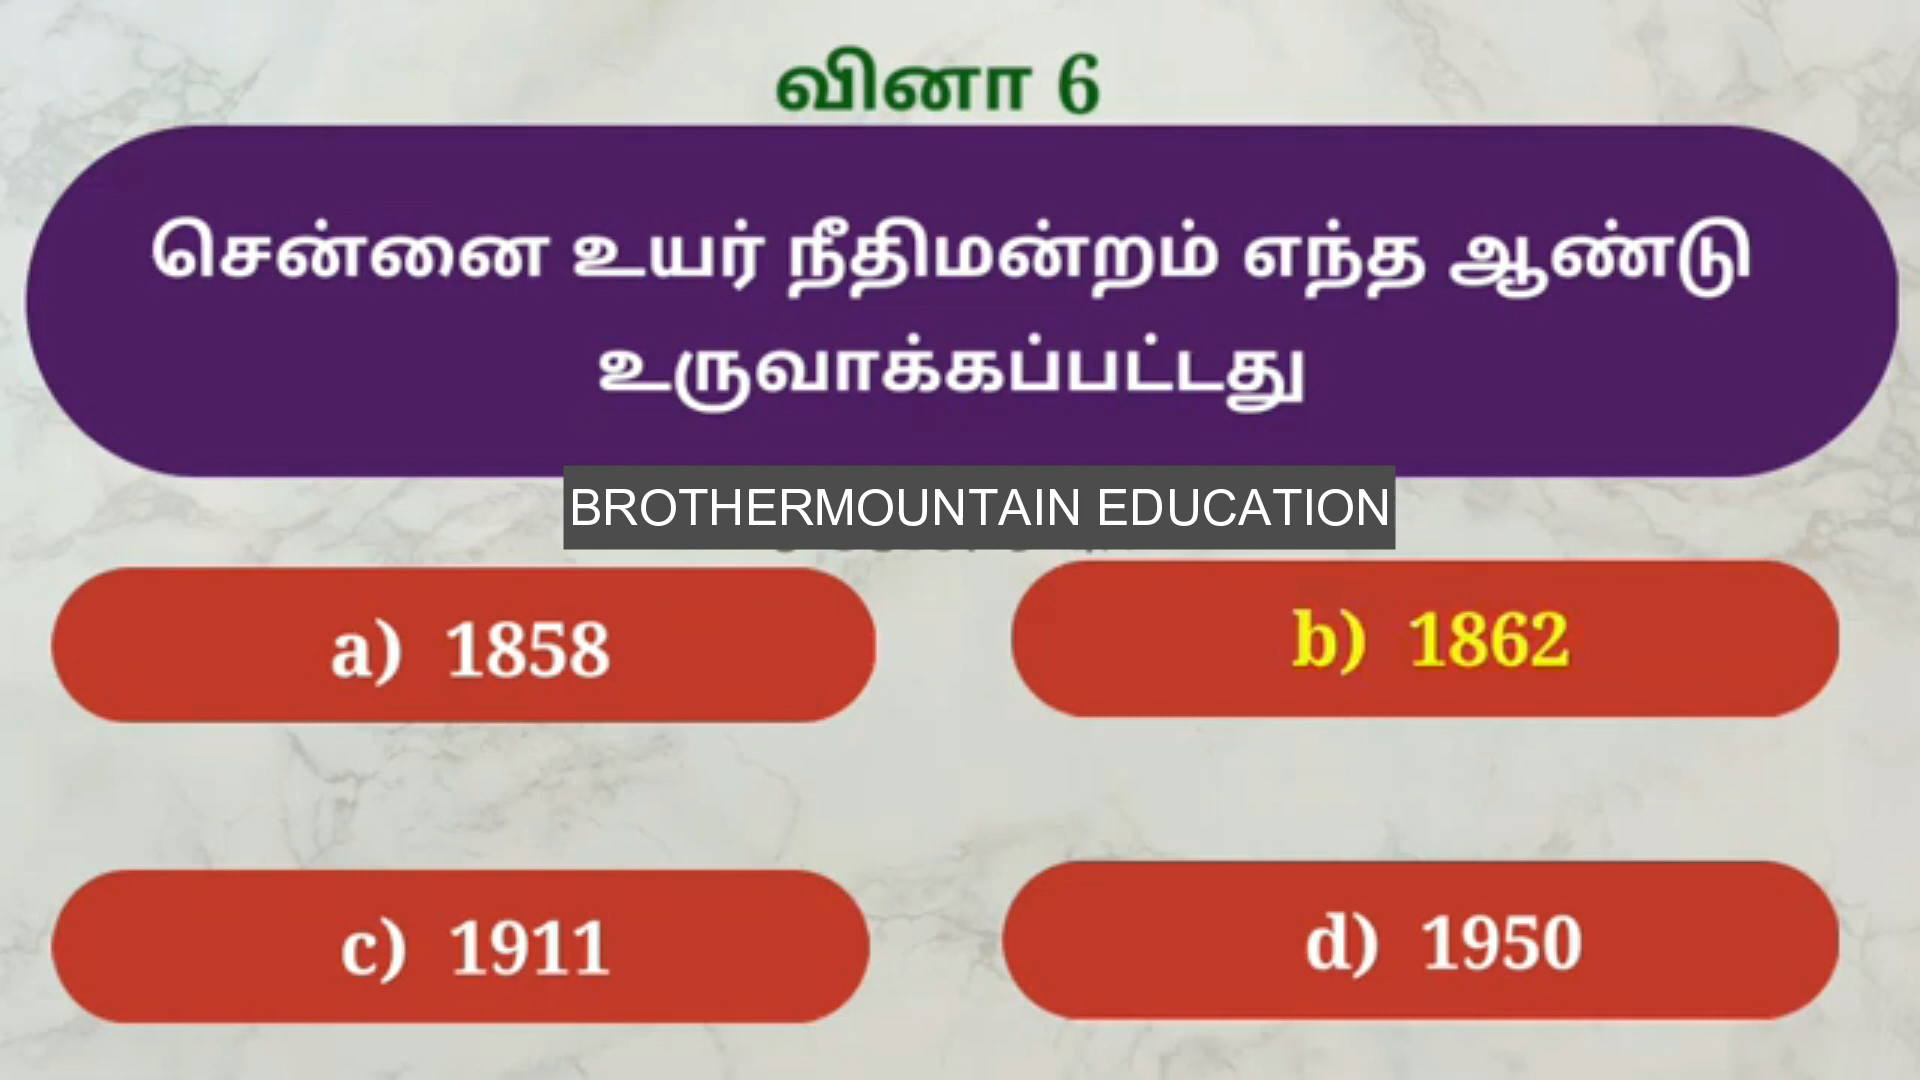 வினா 6
சென்னை உயர் நீதிமன்றம் எந்த ஆண்டு
உருவாக்கப்பட்டது
BROTHERMOUNTAIN EDUCATION
a) 1858
b) 1862
c) 1911
d) 1950